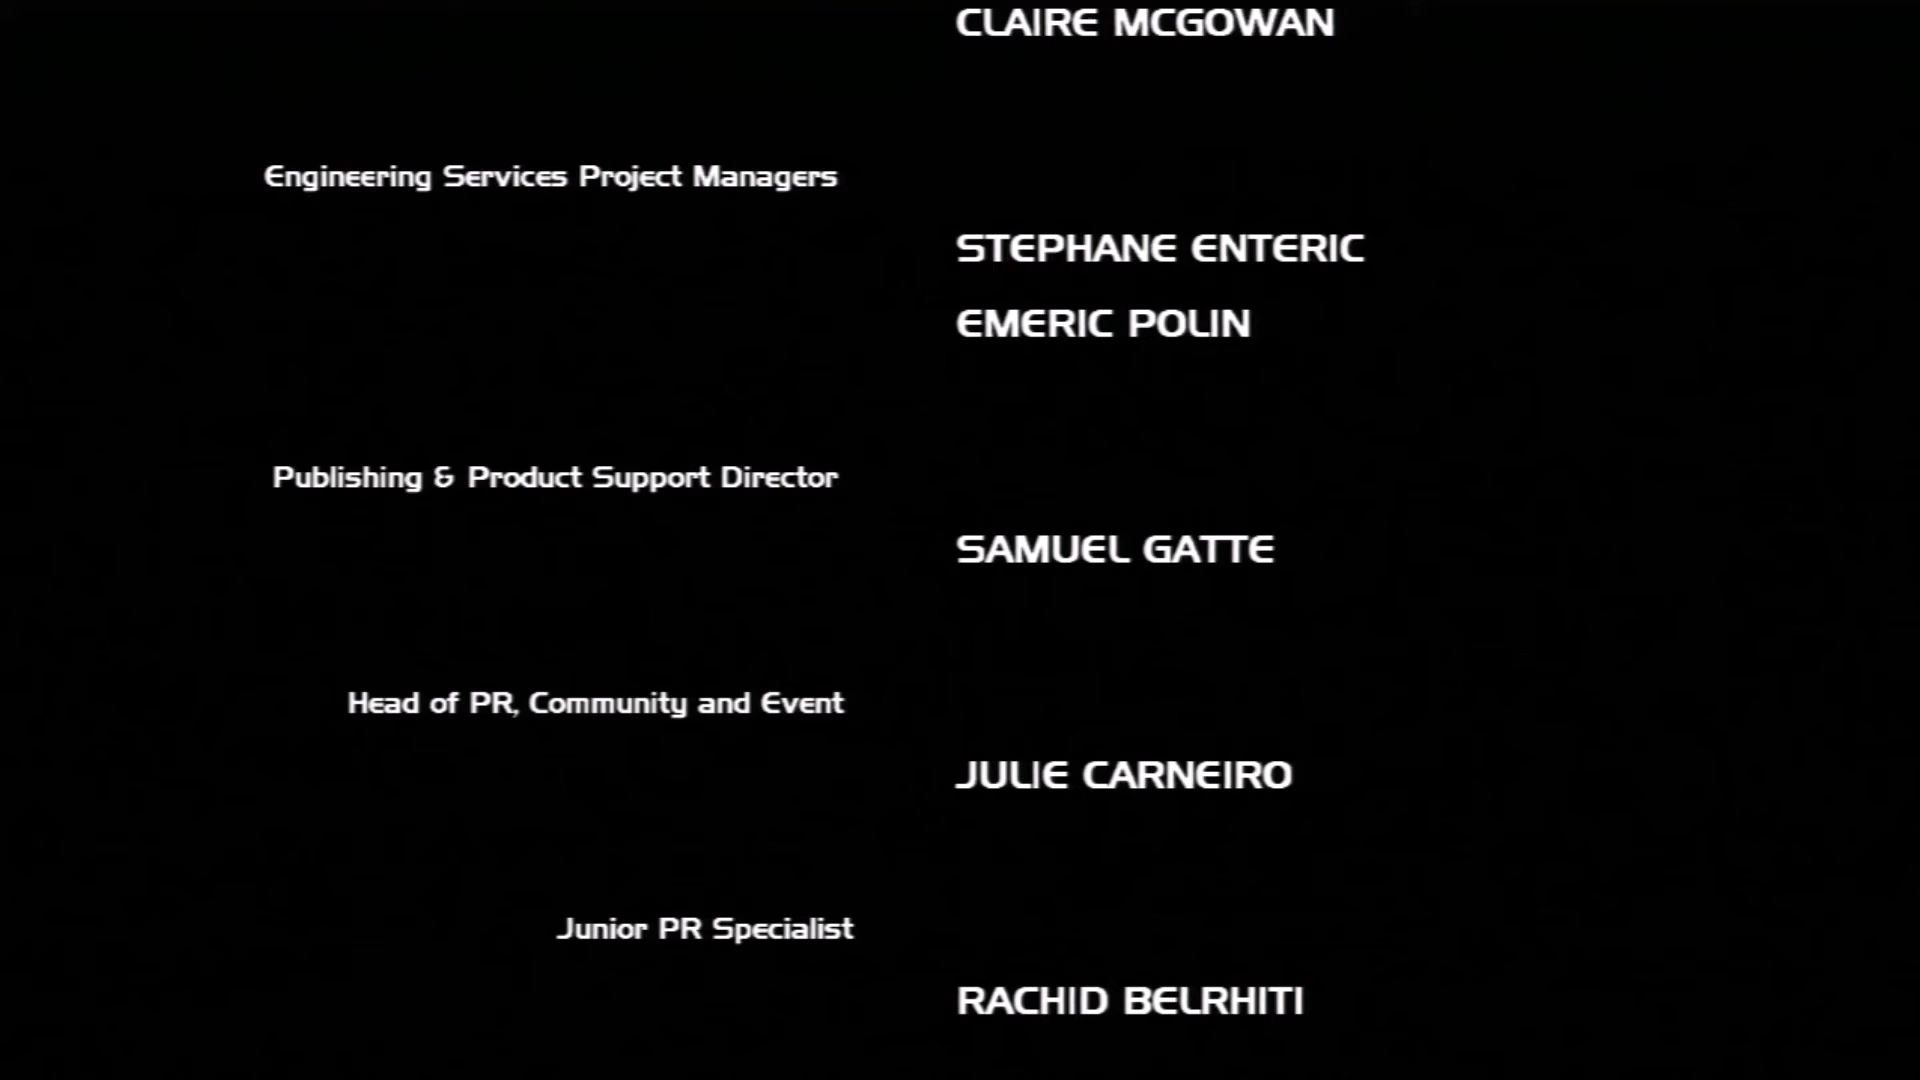 CLAIRE MCGOWAN
Engineering Services Project Managers
STEPHANE ENTERIC
EMERIC POLIN
Publishing & Product Support Director
SAMUEL GATTE
Head of PR, Community and Event
JULIE CARNEIRO
Junior PR Specialist
RACHID BELRHITI